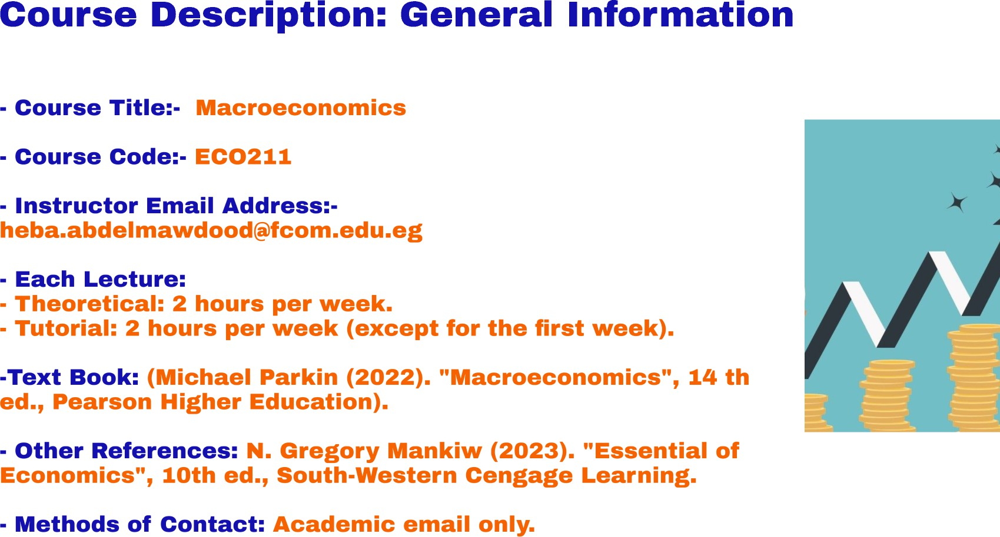 Course Description: General Information
- Course Title:- Macroeconomics
- Course Code:- ECO211
- Instructor Email Address:-
heba.abdelmawdood@fcom.edu.eg
- Each Lecture:
- Theoretical: 2 hours per week.
- Tutorial: 2 hours per week (except for the first week).
-Text Book: (Michael Parkin (2022). "Macroeconomics", 14 th
ed., Pearson Higher Education).
- Other References: N. Gregory Mankiw (2023). "Essential of
Economics", 10th ed., South-Western Cengage Learning.
- Methods of Contact: Academic email only.